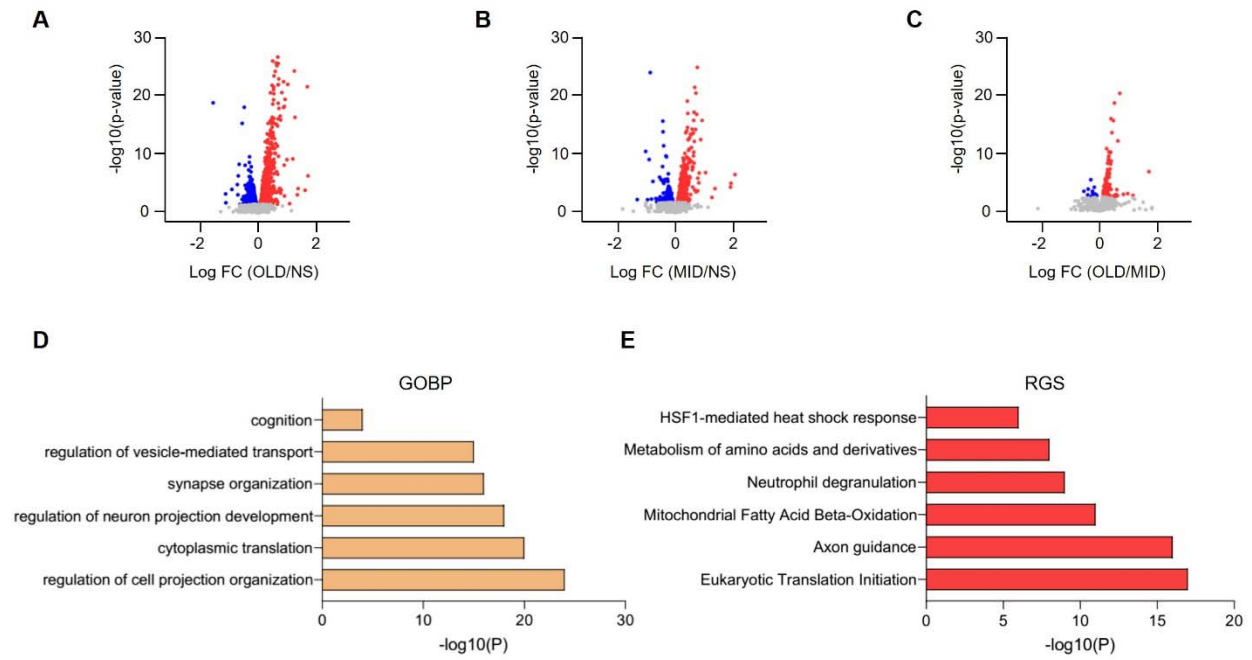 A
30
20
10
0
-log10(p-value)
-2
0
2
Log FC (OLD/NS)
B
30
20
10
0
-log10(p-value)
-2
0
2
Log FC (MID/NS)
C
30
20
10
0
-log10(p-value)
-2
0
2
Log FC (OLD/MID)
D
GOBP
cognition
regulation of vesicle-mediated transport
synapse organization
regulation of neuron projection development
cytoplasmic translation
regulation of cell projection organization
0
10
20
30
-log10(P)
E
RGS
HSF1-mediated heat shock response
Metabolism of amino acids and derivatives
Neutrophil degranulation
Mitochondrial Fatty Acid Beta-Oxidation
Axon guidance
Eukaryotic Translation Initiation
0
5
10
15
20
-log10(P)